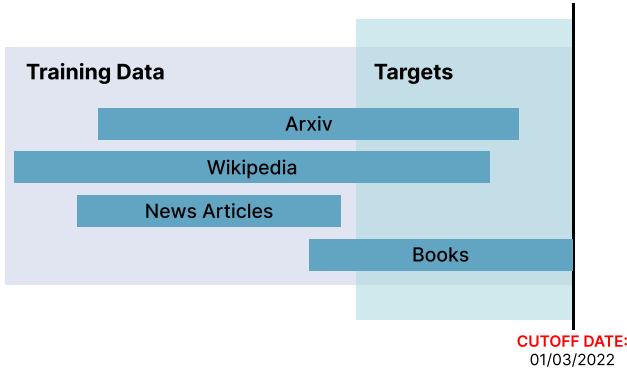 Training Data
Targets
Arxiv
Wikipedia
News Articles
Books
CUTOFF DATE:
01/03/2022